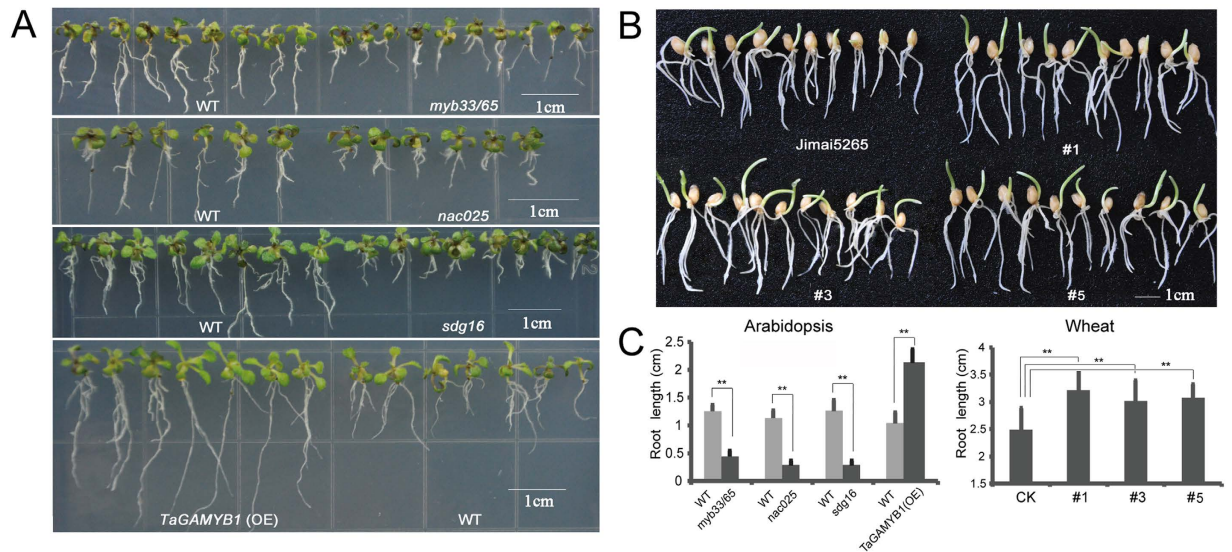 A
WT
myb33/65
1cm
WT
nac025
1cm
WT
sdg16
1cm
TaGAMYB1 (OE)
WT
1cm
B
Jimai5265
#1
#3
#5
1cm
C
Arabidopsis
Root length (cm)
2.5
2
1.5
1
0.5
0
**
**
**
**
WT
myb33/65
WT
nac025
WT
sdg16
WT
TaGAMYB1(OE)
Wheat
Root length (cm)
4
3.5
3
2.5
2
1.5
**
**
**
CK
#1
#3
#5